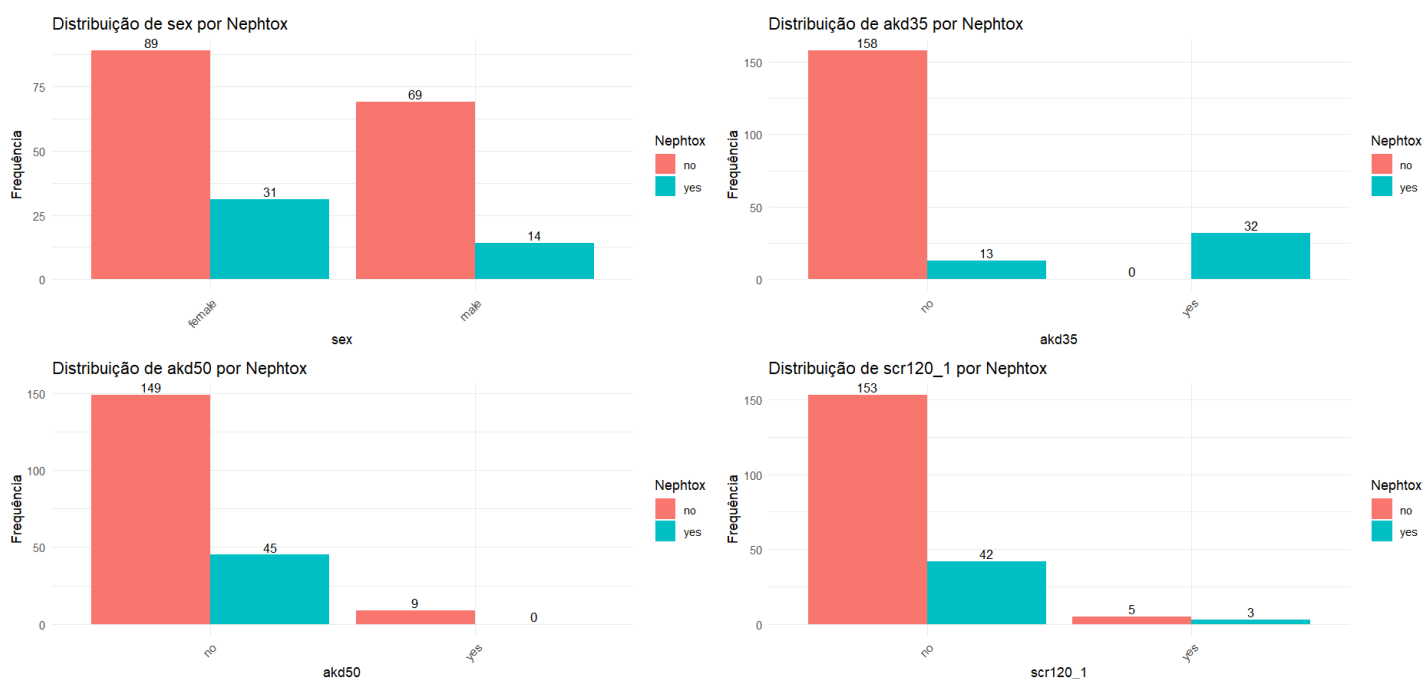 Distribuição de sex por Nephtox
89
69
31
14
75
50
25
0
Frequência
female
male
sex
Nephtox
no
yes
Distribuição de akd35 por Nephtox
158
13
0
32
150
100
50
0
Frequência
no
yes
akd35
Nephtox
no
yes
Distribuição de akd50 por Nephtox
149
45
9
0
150
100
50
0
Frequência
no
yes
akd50
Nephtox
no
yes
Distribuição de scr120_1 por Nephtox
153
42
5
3
150
100
50
0
Frequência
no
yes
scr120_1
Nephtox
no
yes